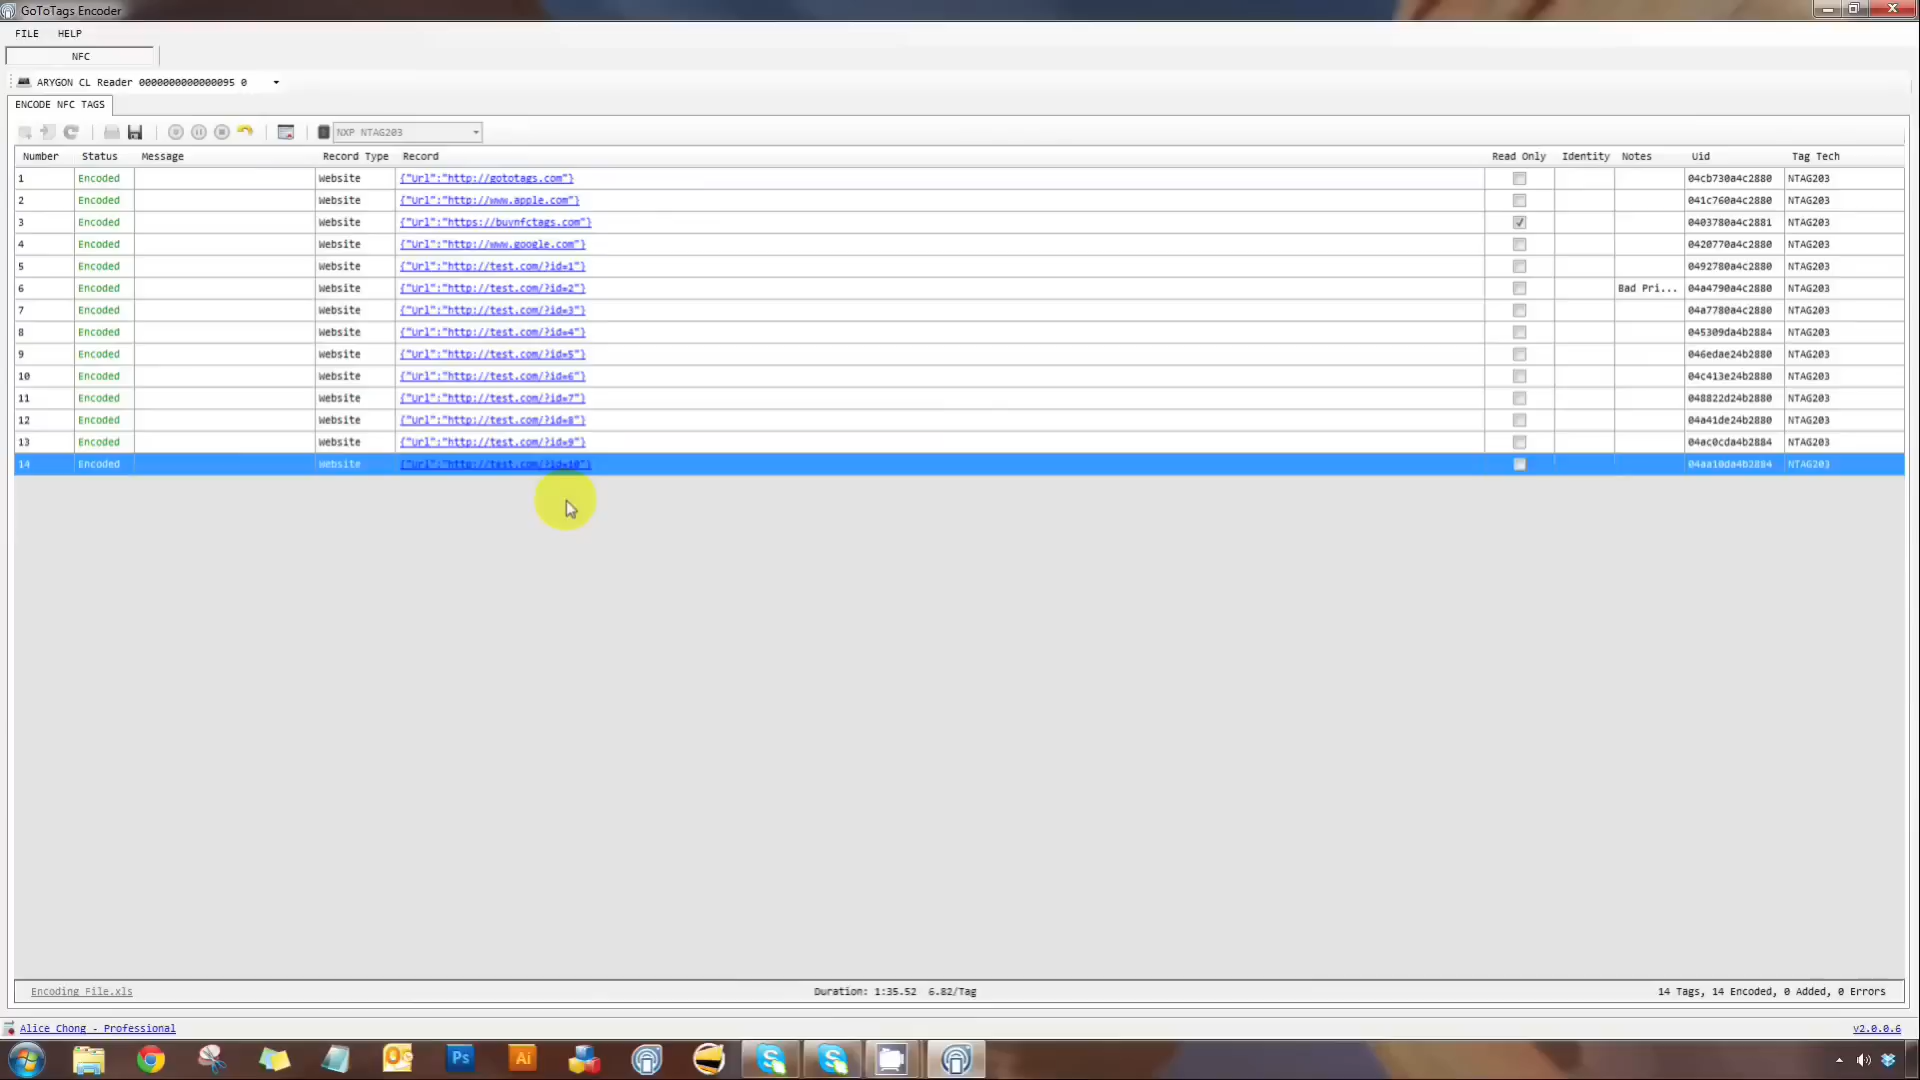 GoToTags Encoder
FILE HELP
NFC
ARYGON CL Reader 0000000000000095 0
ENCODE NFC TAGS
NXP NTAG203
Number Status Message Record Type Record Read Only Identity Notes Uid Tag Tech
1 Encoded Website {"Url":"http://gototags.com"} 04cb730a4c2880 NTAG203
2 Encoded Website {"Url":"http://www.apple.com"} 041c760a4c2880 NTAG203
3 Encoded Website {"Url":"https://buynfctags.com"} 0403780a4c2881 NTAG203
4 Encoded Website {"Url":"http://www.google.com"} 0420770a4c2880 NTAG203
5 Encoded Website {"Url":"http://test.com/?id=1"} 0492780a4c2880 NTAG203
6 Encoded Website {"Url":"http://test.com/?id=2"} Bad Pri... 04a4790a4c2880 NTAG203
7 Encoded Website {"Url":"http://test.com/?id=3"} 04a7780a4c2880 NTAG203
8 Encoded Website {"Url":"http://test.com/?id=4"} 045309da4b2884 NTAG203
9 Encoded Website {"Url":"http://test.com/?id=5"} 046edae24b2880 NTAG203
10 Encoded Website {"Url":"http://test.com/?id=6"} 04c413e24b2880 NTAG203
11 Encoded Website {"Url":"http://test.com/?id=7"} 048822d24b2880 NTAG203
12 Encoded Website {"Url":"http://test.com/?id=8"} 04a41de24b2880 NTAG203
13 Encoded Website {"Url":"http://test.com/?id=9"} 04ac0cda4b2884 NTAG203
14 Encoded Website {"Url":"http://test.com/?id=10"} 04aa10da4b2884 NTAG203
Encoding File.xls Duration: 1:35.52 6.82/Tag 14 Tags, 14 Encoded, 0 Added, 0 Errors
Alice Chong - Professional v2.0.0.6
Ps Ai